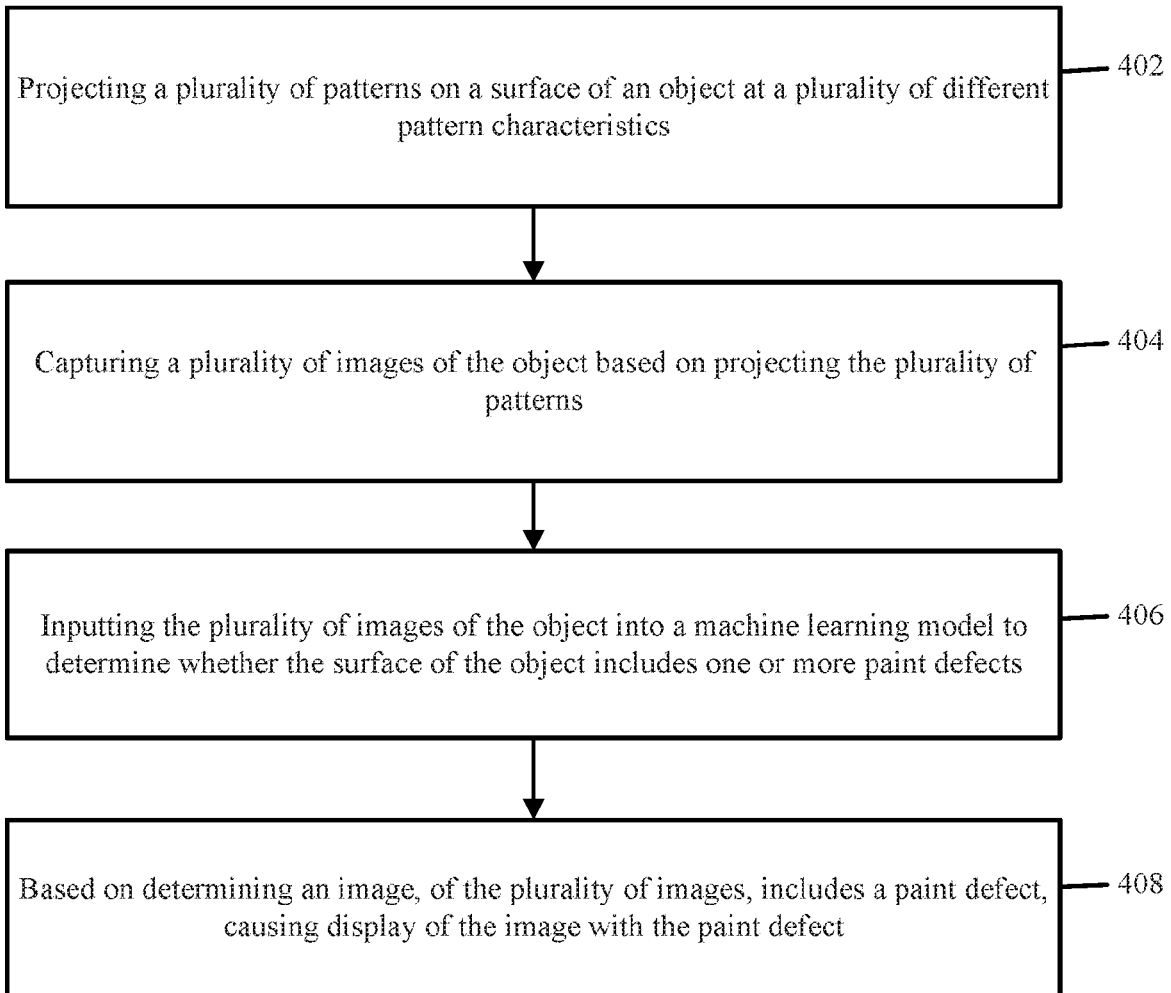 Projecting a plurality of patterns on a surface of an object at a plurality of different
pattern characteristics
402
Capturing a plurality of images of the object based on projecting the plurality of
patterns
404
Inputting the plurality of images of the object into a machine learning model to
determine whether the surface of the object includes one or more paint defects
406
Based on determining an image, of the plurality of images, includes a paint defect,
causing display of the image with the paint defect
408